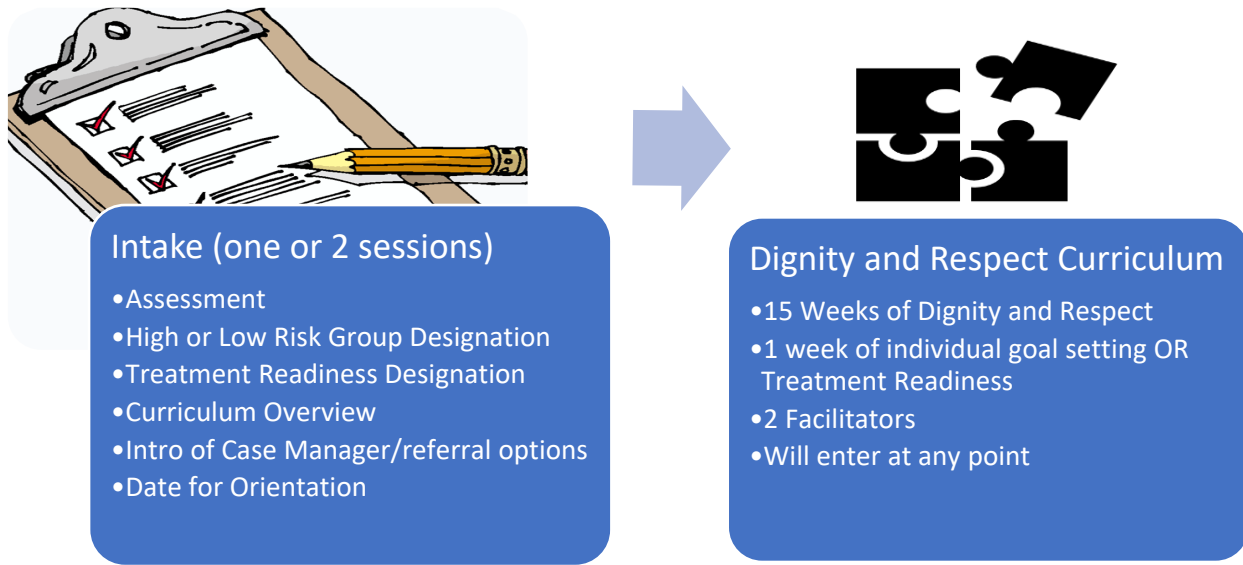 Intake (one or 2 sessions)
•Assessment
•High or Low Risk Group Designation
•Treatment Readiness Designation
•Curriculum Overview
•Intro of Case Manager/referral options
•Date for Orientation
Dignity and Respect Curriculum
•15 Weeks of Dignity and Respect
•1 week of individual goal setting OR
Treatment Readiness
•2 Facilitators
•Will enter at any point